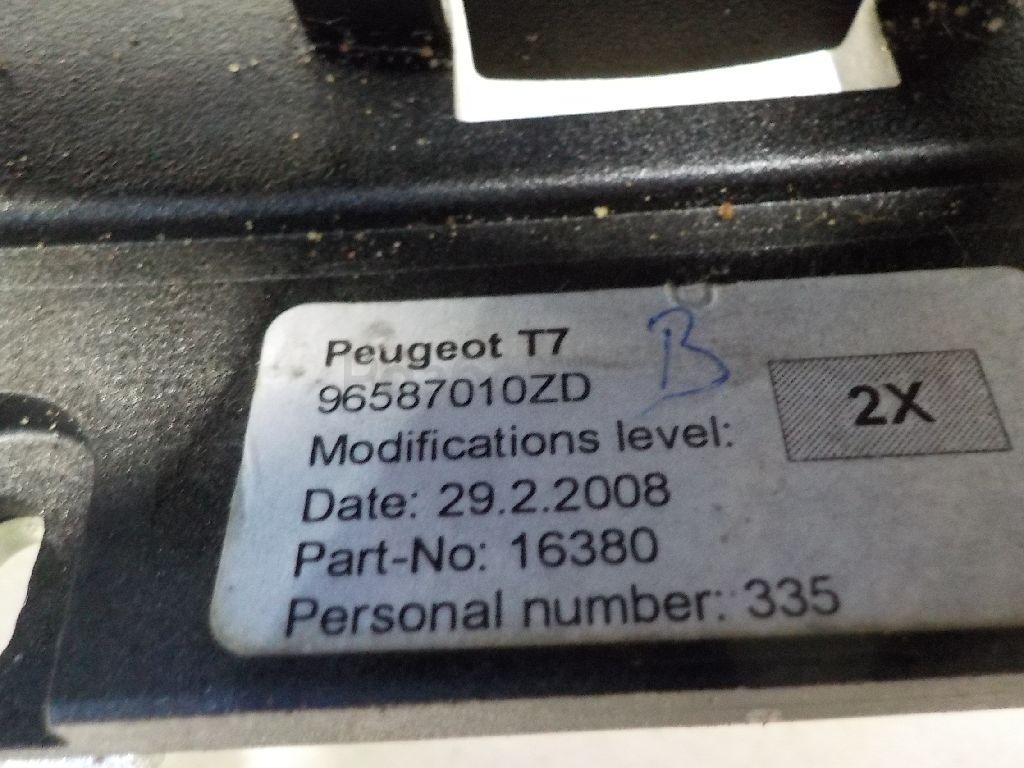 Peugeot T7
B
96587010ZD
2X
Modifications level:
Date: 29.2.2008
Part-No: 16380
Personal number: 335